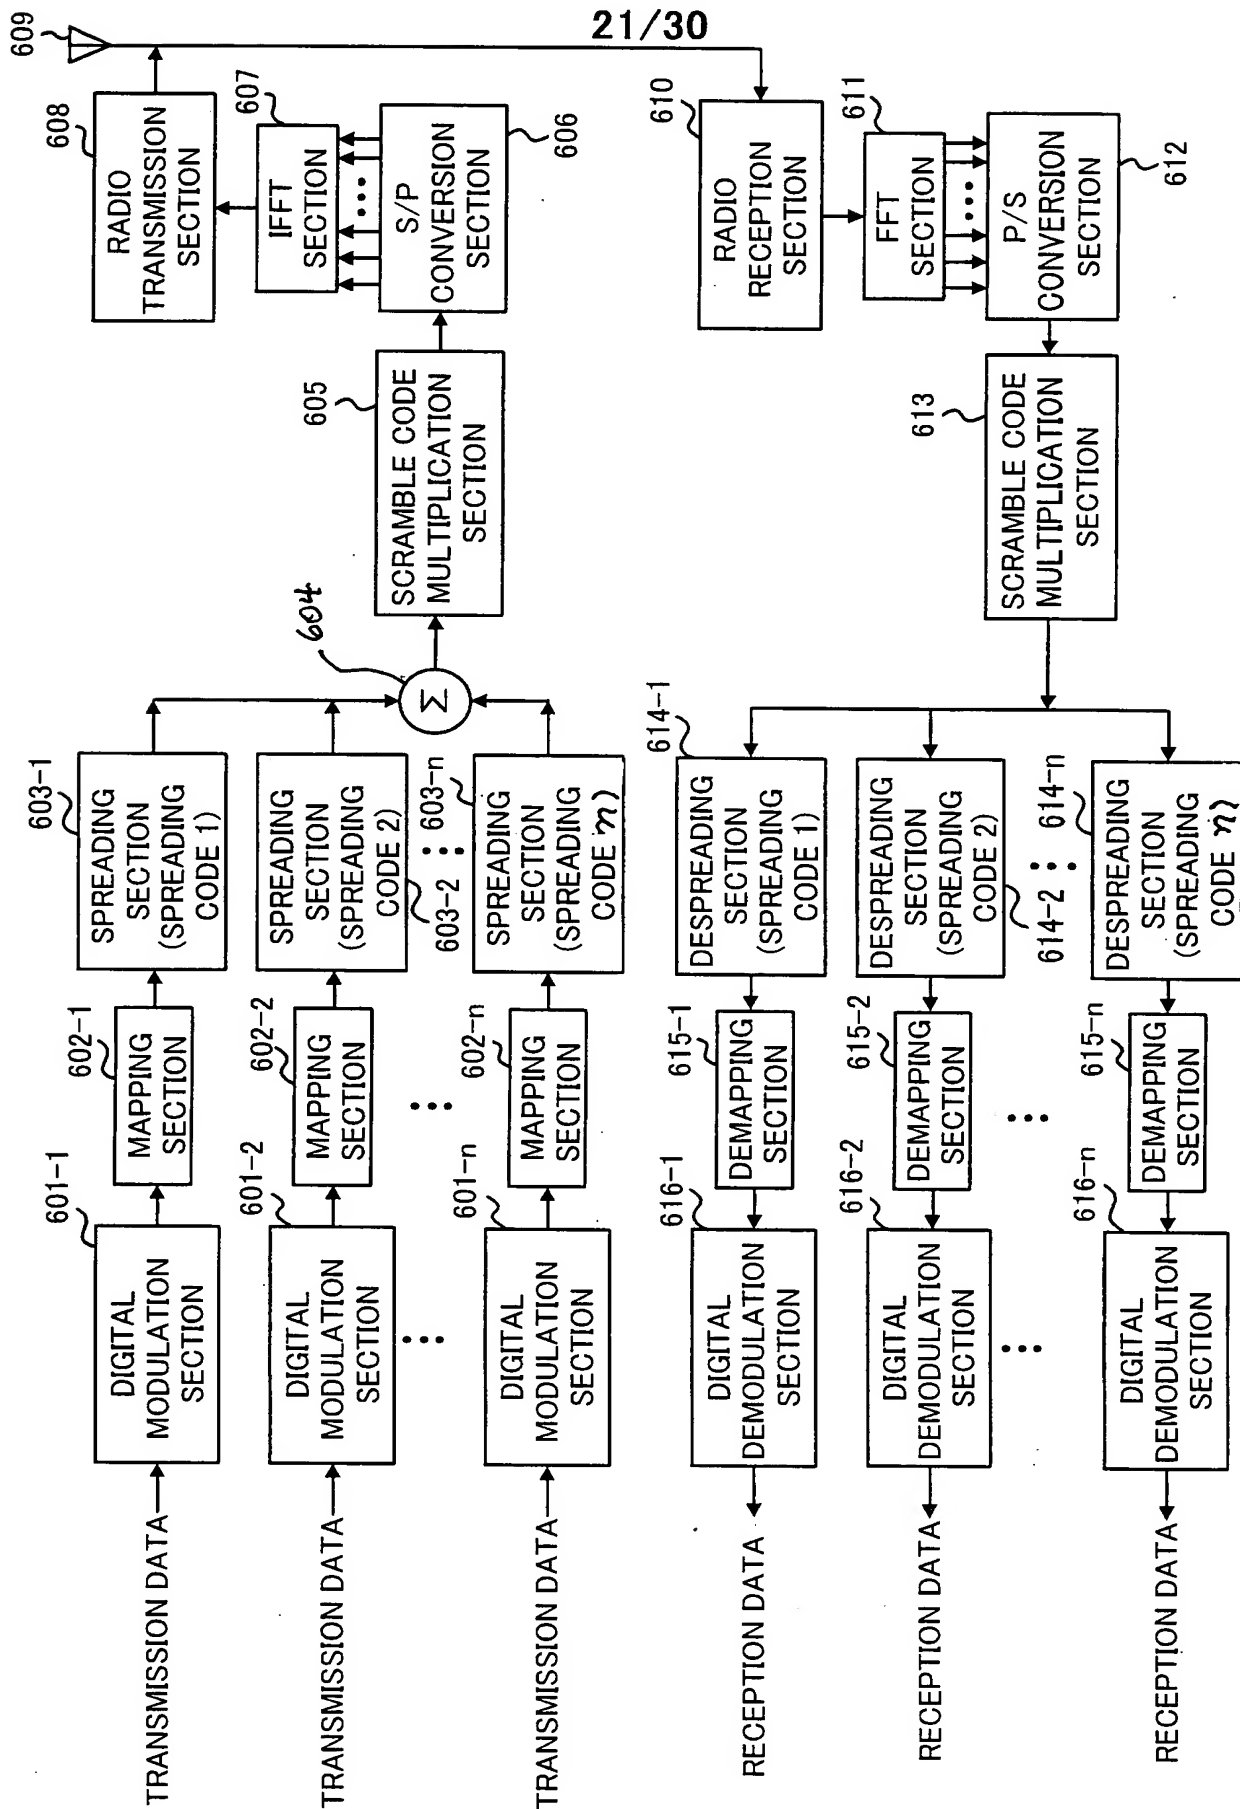 21/30
609
608
RADIO
TRANSMISSION
SECTION
607
IFFT
SECTION
S/P
CONVERSION
SECTION
606
605
SCRAMBLE CODE
MULTIPLICATION
SECTION
604
Σ
603-1
SPREADING
SECTION
(SPREADING
CODE 1)
SPREADING
SECTION
(SPREADING
CODE 2)
603-2
603-n
SPREADING
SECTION
(SPREADING
CODE n)
602-1
MAPPING
SECTION
602-2
MAPPING
SECTION
602-n
MAPPING
SECTION
601-1
DIGITAL
MODULATION
SECTION
601-2
DIGITAL
MODULATION
SECTION
601-n
DIGITAL
MODULATION
SECTION
TRANSMISSION DATA
TRANSMISSION DATA
TRANSMISSION DATA
610
RADIO
RECEPTION
SECTION
611
FFT
SECTION
P/S
CONVERSION
SECTION
612
613
SCRAMBLE CODE
MULTIPLICATION
SECTION
614-1
DESPREADING
SECTION
(SPREADING
CODE 1)
DESPREADING
SECTION
(SPREADING
CODE 2)
614-2
614-n
DESPREADING
SECTION
(SPREADING
CODE n)
615-1
DEMAPPING
SECTION
615-2
DEMAPPING
SECTION
615-n
DEMAPPING
SECTION
616-1
DIGITAL
DEMODULATION
SECTION
616-2
DIGITAL
DEMODULATION
SECTION
616-n
DIGITAL
DEMODULATION
SECTION
RECEPTION DATA
RECEPTION DATA
RECEPTION DATA